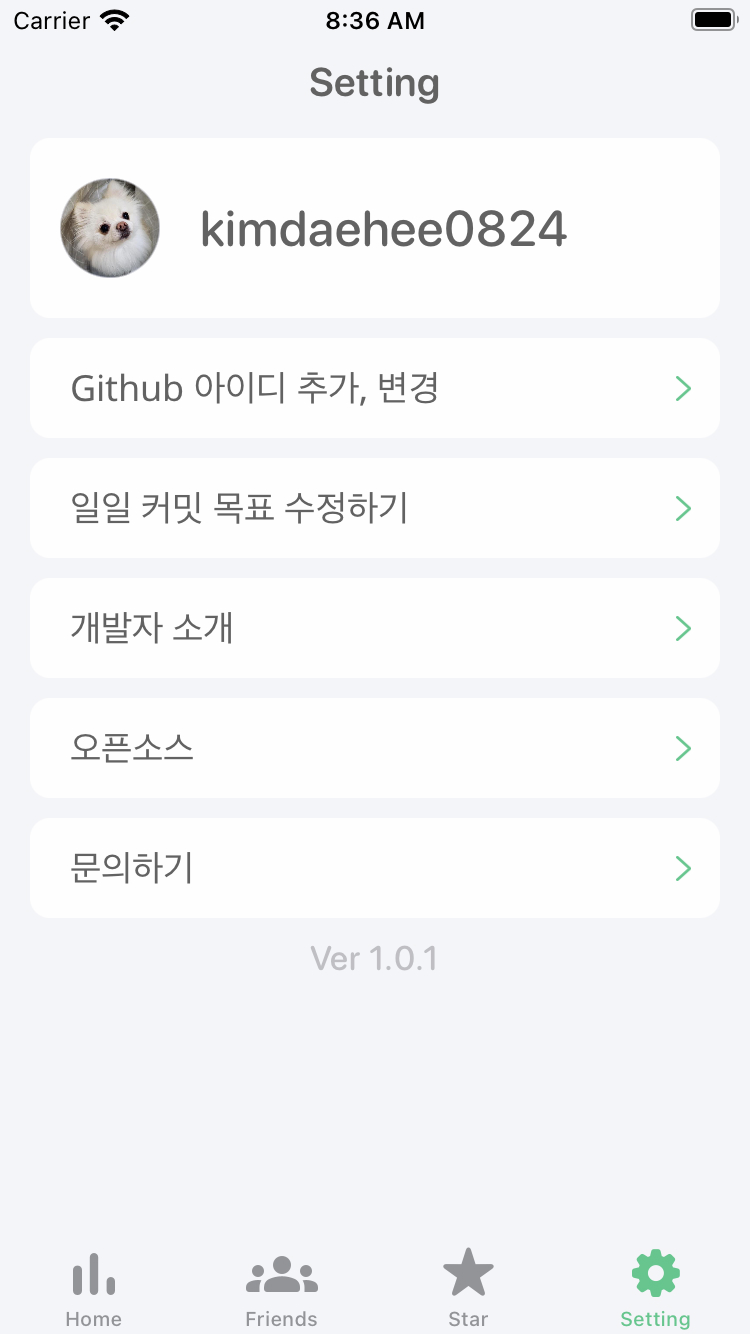 Carrier 8:36 AM
Setting
kimdaehee0824
Github 아이디 추가, 변경
일일 커밋 목표 수정하기
개발자 소개
오픈소스
문의하기
Ver 1.0.1
Home Friends Star Setting